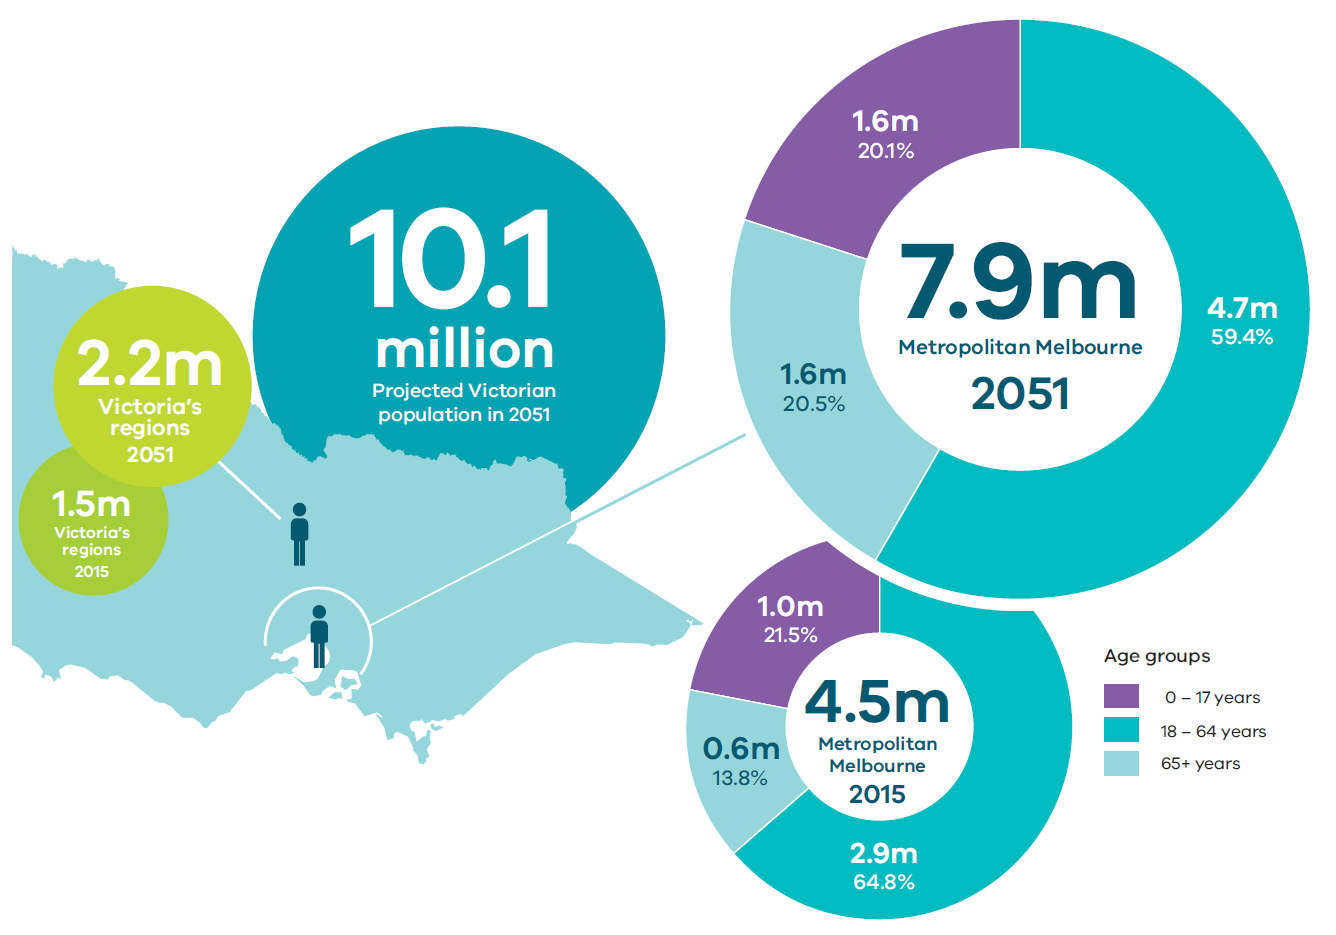 10.1
million
Projected Victorian
population in 2051
2.2m
Victoria's
regions
2051
1.5m
Victoria's
regions
2015
1.6m
20.1%
4.7m
59.4%
1.6m
20.5%
7.9m
Metropolitan Melbourne
2051
1.0m
21.5%
0.6m
13.8%
2.9m
64.8%
4.5m
Metropolitan
Melbourne
2015
Age groups
0 – 17 years
18 – 64 years
65+ years